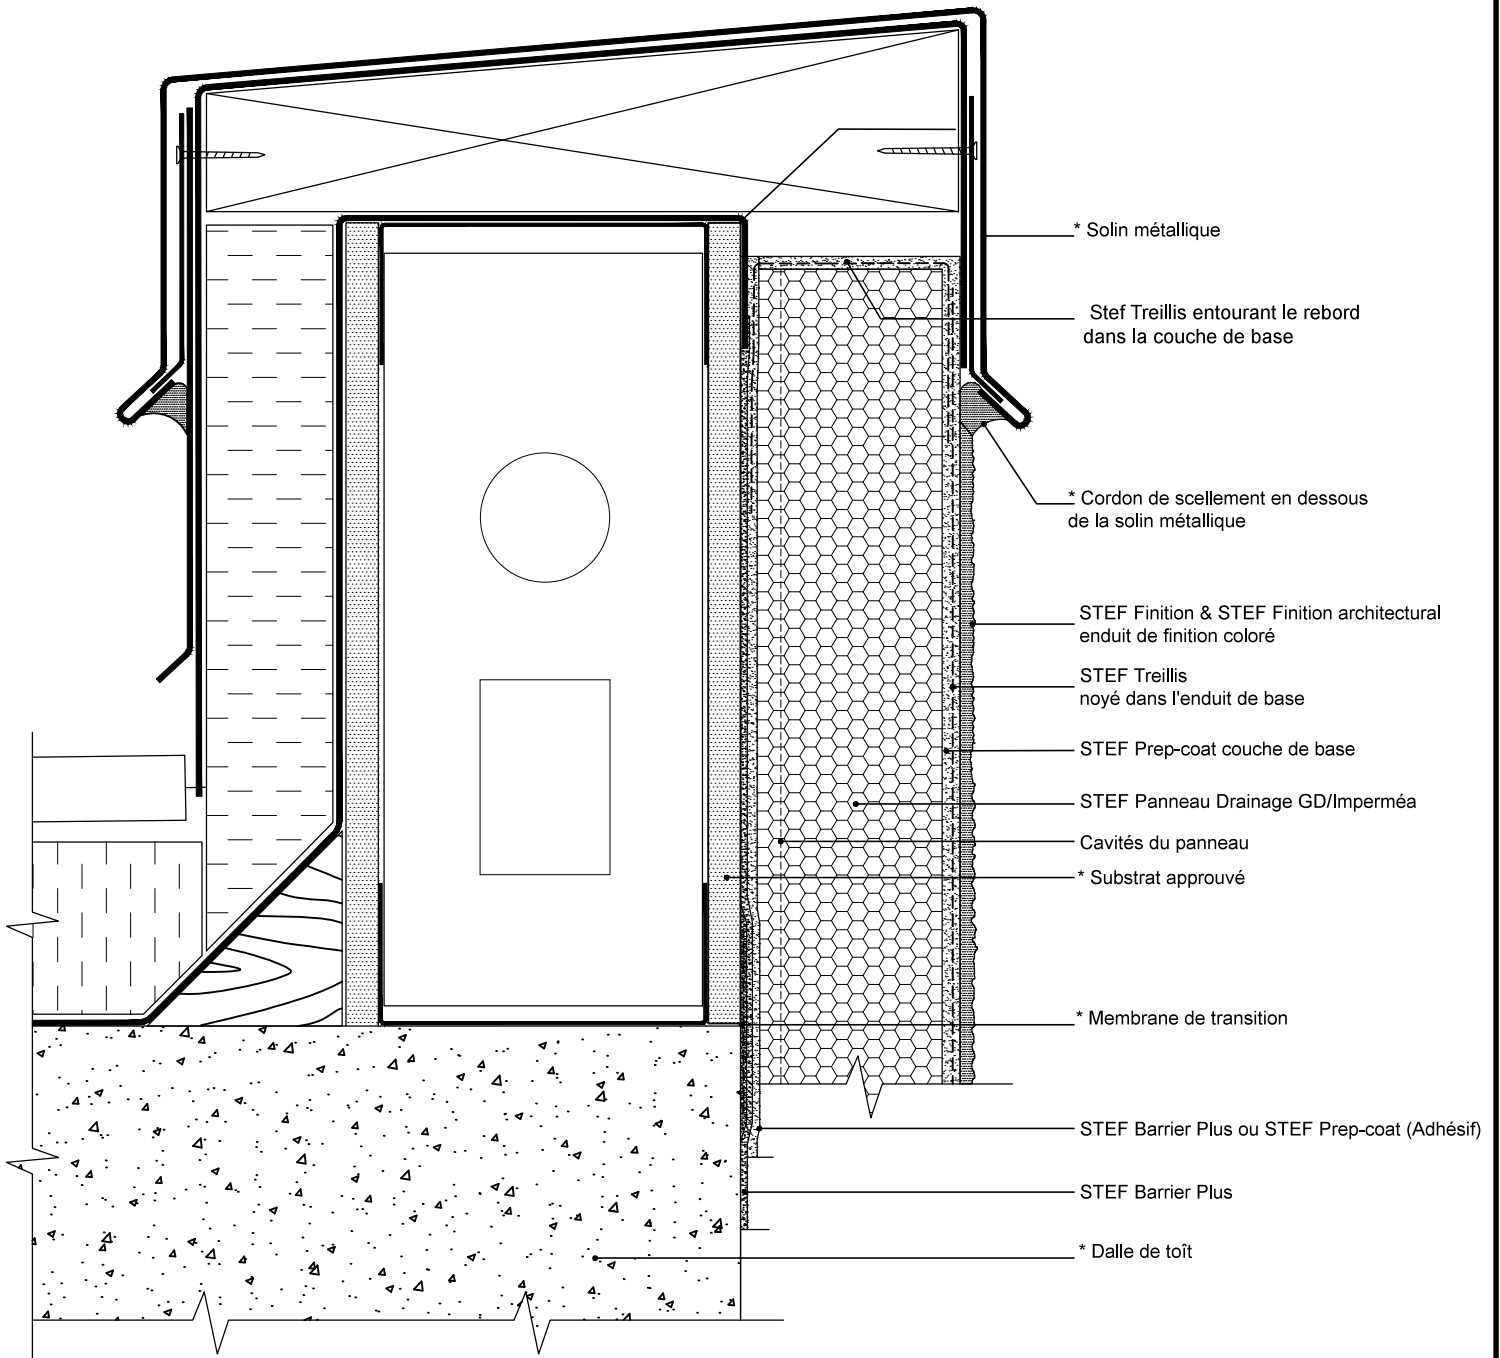 * Solin métallique
Stef Treillis entourant le rebord
dans la couche de base
* Cordon de scellement en dessous
de la solin métallique
STEF Finition & STEF Finition architectural
enduit de finition coloré
STEF Treillis
noyé dans l'enduit de base
STEF Prep-coat couche de base
STEF Panneau Drainage GD/Imperméa
Cavités du panneau
* Substrat approuvé
* Membrane de transition
STEF Barrier Plus ou STEF Prep-coat (Adhésif)
STEF Barrier Plus
* Dalle de toît